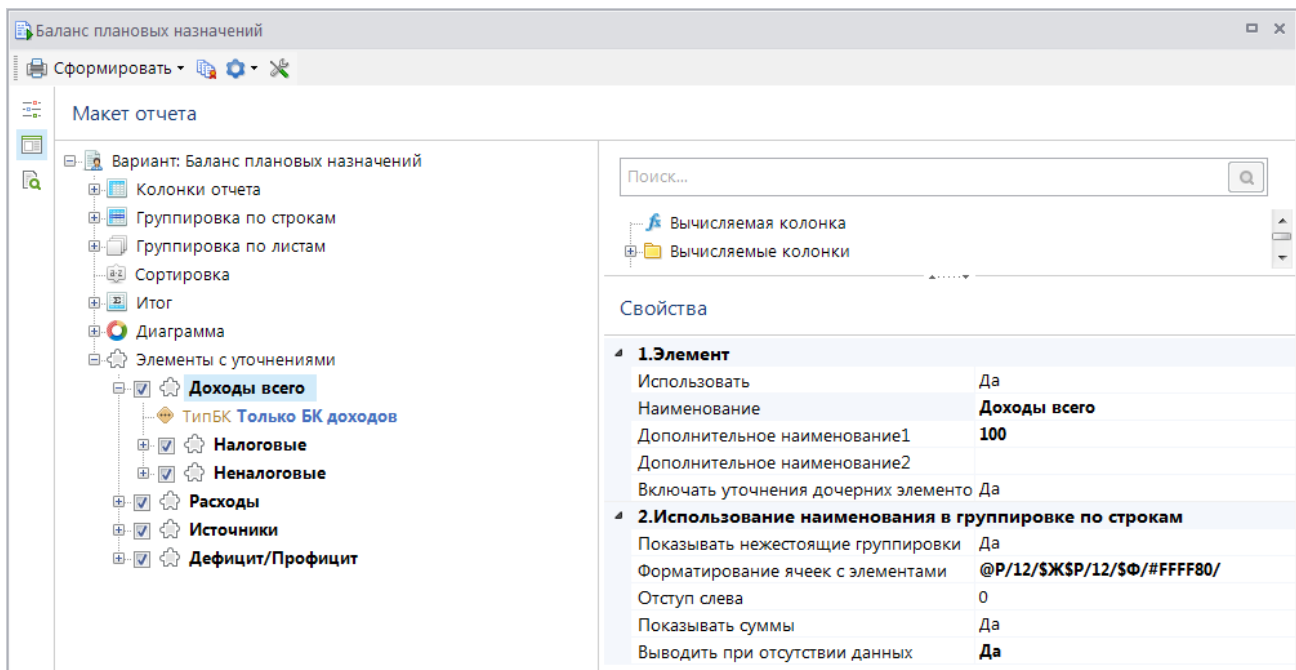 Баланс плановых назначений
Сформировать
Макет отчета
Вариант: Баланс плановых назначений
Колонки отчета
Группировка по строкам
Группировка по листам
Сортировка
Итог
Диаграмма
Элементы с уточнениями
Доходы всего
ТипБК Только БК доходов
Налоговые
Неналоговые
Расходы
Источники
Дефицит/Профицит
Поиск...
Вычисляемая колонка
Вычисляемые колонки
Свойства
1.Элемент
Использовать Да
Наименование Доходы всего
Дополнительное наименование1 100
Дополнительное наименование2
Включать уточнения дочерних элементо Да
2.Использование наименования в группировке по строкам
Показывать нежестоящие группировки Да
Форматирование ячеек с элементами @Р/12/$Ж$Р/12/$Ф/#FFFF80/
Отступ слева 0
Показывать суммы Да
Выводить при отсутствии данных Да